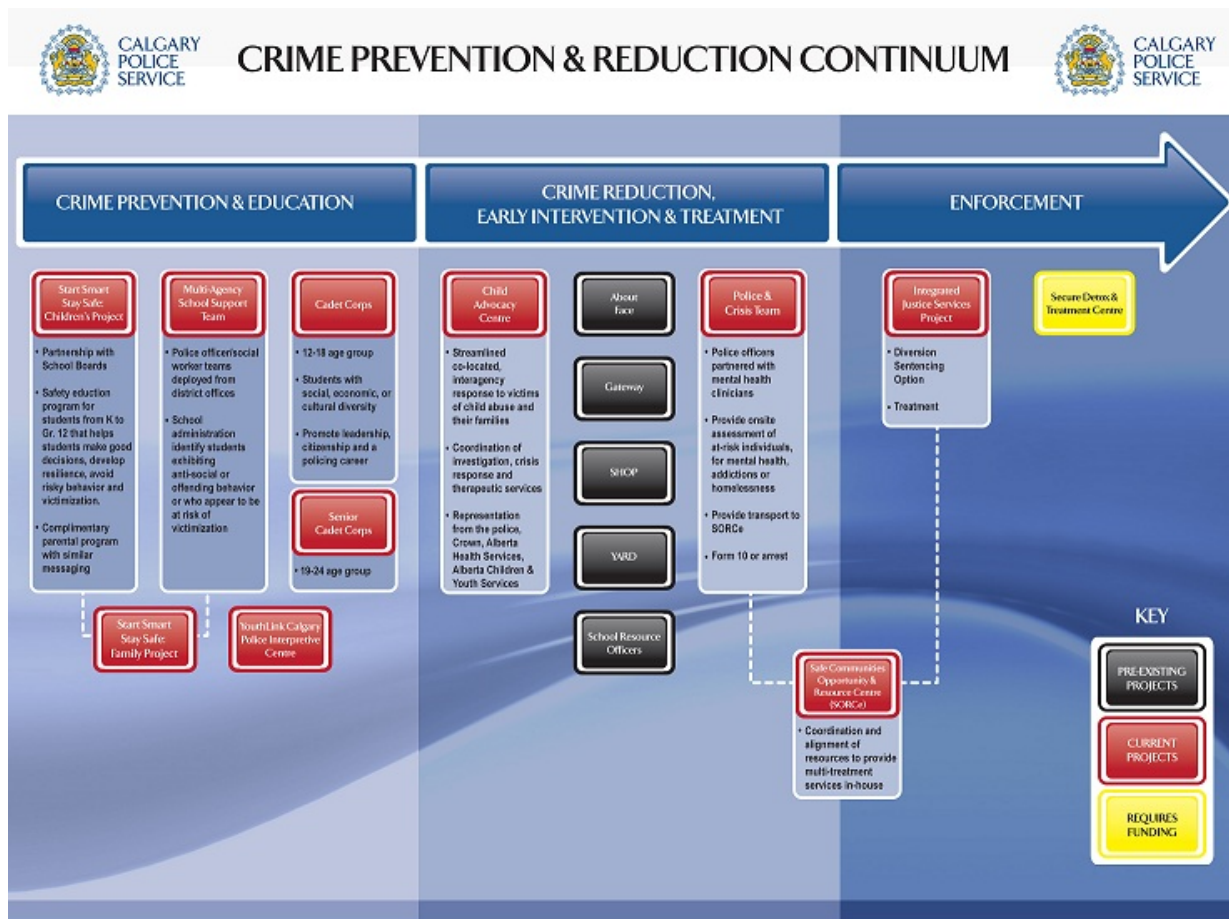 CALGARY
POLICE
SERVICE
CRIME PREVENTION & REDUCTION CONTINUUM
CALGARY
POLICE
SERVICE
CRIME PREVENTION & EDUCATION
CRIME REDUCTION,
EARLY INTERVENTION & TREATMENT
ENFORCEMENT
Start Smart
Stay Safe:
Children's Project
• Partnership with
School Boards
• Safety eduction
program for
students from K to
Gr. 12 that helps
students make good
decisions, develop
resilience, avoid
risky behavior and
victimization.
• Complimentary
parental program
with similar
messaging
Multi-Agency
School Support
Team
• Police officer/social
worker teams
deployed from
district offices
• School
administration
identify students
exhibiting
anti-social or
offending behavior
or who appear to be
at risk of
victimization
Cadet Corps
• 12-18 age group
• Students with
social, economic, or
cultural diversity
• Promote leadership,
citizenship and a
policing career
Senior
Cadet Corps
• 19-24 age group
Start Smart
Stay Safe:
Family Project
YouthLink Calgary
Police Interpretive
Centre
Child
Advocacy
Centre
• Streamlined
co-located,
interagency
response to victims
of child abuse and
their families
• Coordination of
investigation, crisis
response and
therapeutic services
• Representation
from the police,
Crown, Alberta
Health Services,
Alberta Children &
Youth Services
About
Face
Gateway
SHOP
YARD
School Resource
Officers
Police &
Crisis Team
• Police officers
partnered with
mental health
clinicians
• Provide onsite
assessment of
at-risk individuals,
for mental health,
addictions or
homelessness
• Provide transport to
SORCe
• Form 10 or arrest
Safe Communities
Opportunity &
Resource Centre
(SORCe)
• Coordination and
alignment of
resources to provide
multi-treatment
services in-house
Integrated
Justice Services
Project
• Diversion
Sentencing
Option
• Treatment
Secure Detox &
Treatment Centre
KEY
PRE-EXISTING
PROJECTS
CURRENT
PROJECTS
REQUIRES
FUNDING